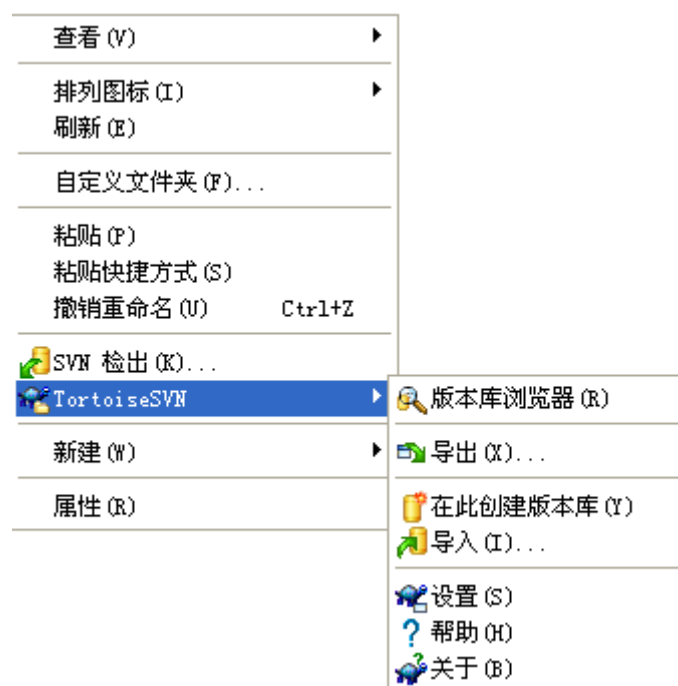 查看(V)
排列图标(I)
刷新(E)
自定义文件夹(F)...
粘贴(P)
粘贴快捷方式(S)
撤销重命名(U) Ctrl+Z
SVN 检出(K)...
TortoiseSVN
新建(W)
属性(R)
版本库浏览器(R)
导出(X)...
在此创建版本库(Y)
导入(I)...
设置(S)
帮助(H)
关于(B)